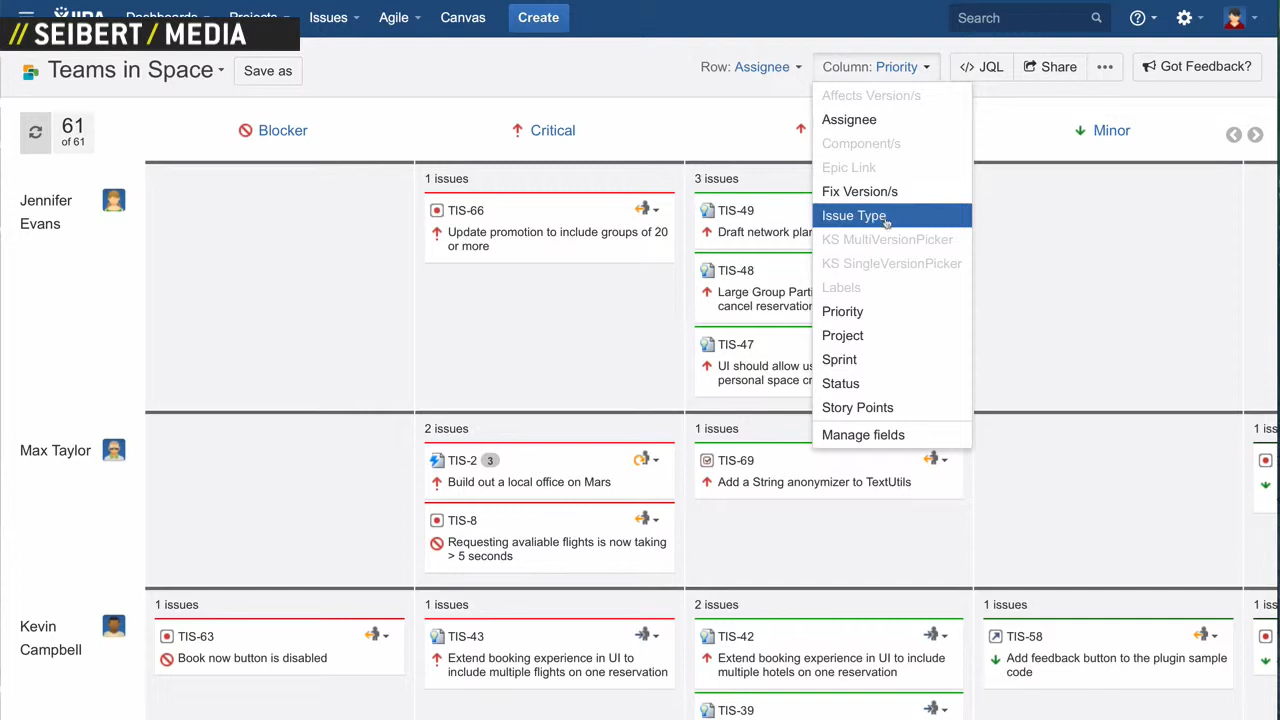 Dashboards Projects Issues Agile Canvas Create Search
// SEIBERT / MEDIA
Teams in Space Save as Row: Assignee Column: Priority </> JQL Share ••• Got Feedback?
61
of 61
Blocker Critical Minor
Affects Version/s
Assignee
Component/s
Epic Link
Fix Version/s
Issue Type
KS MultiVersionPicker
KS SingleVersionPicker
Labels
Priority
Project
Sprint
Status
Story Points
Manage fields
Jennifer
Evans
1 issues
TIS-66
Update promotion to include groups of 20
or more
3 issues
TIS-49
Draft network plan
TIS-48
Large Group Parti
cancel reservation
TIS-47
UI should allow us
personal space cr
Max Taylor
2 issues
TIS-2 3
Build out a local office on Mars
TIS-8
Requesting avaliable flights is now taking
> 5 seconds
1 issues
TIS-69
Add a String anonymizer to TextUtils
1 is
Kevin
Campbell
1 issues
TIS-63
Book now button is disabled
1 issues
TIS-43
Extend booking experience in UI to
include multiple flights on one reservation
2 issues
TIS-42
Extend booking experience in UI to include
multiple hotels on one reservation
TIS-39
1 issues
TIS-58
Add feedback button to the plugin sample
code
1 is